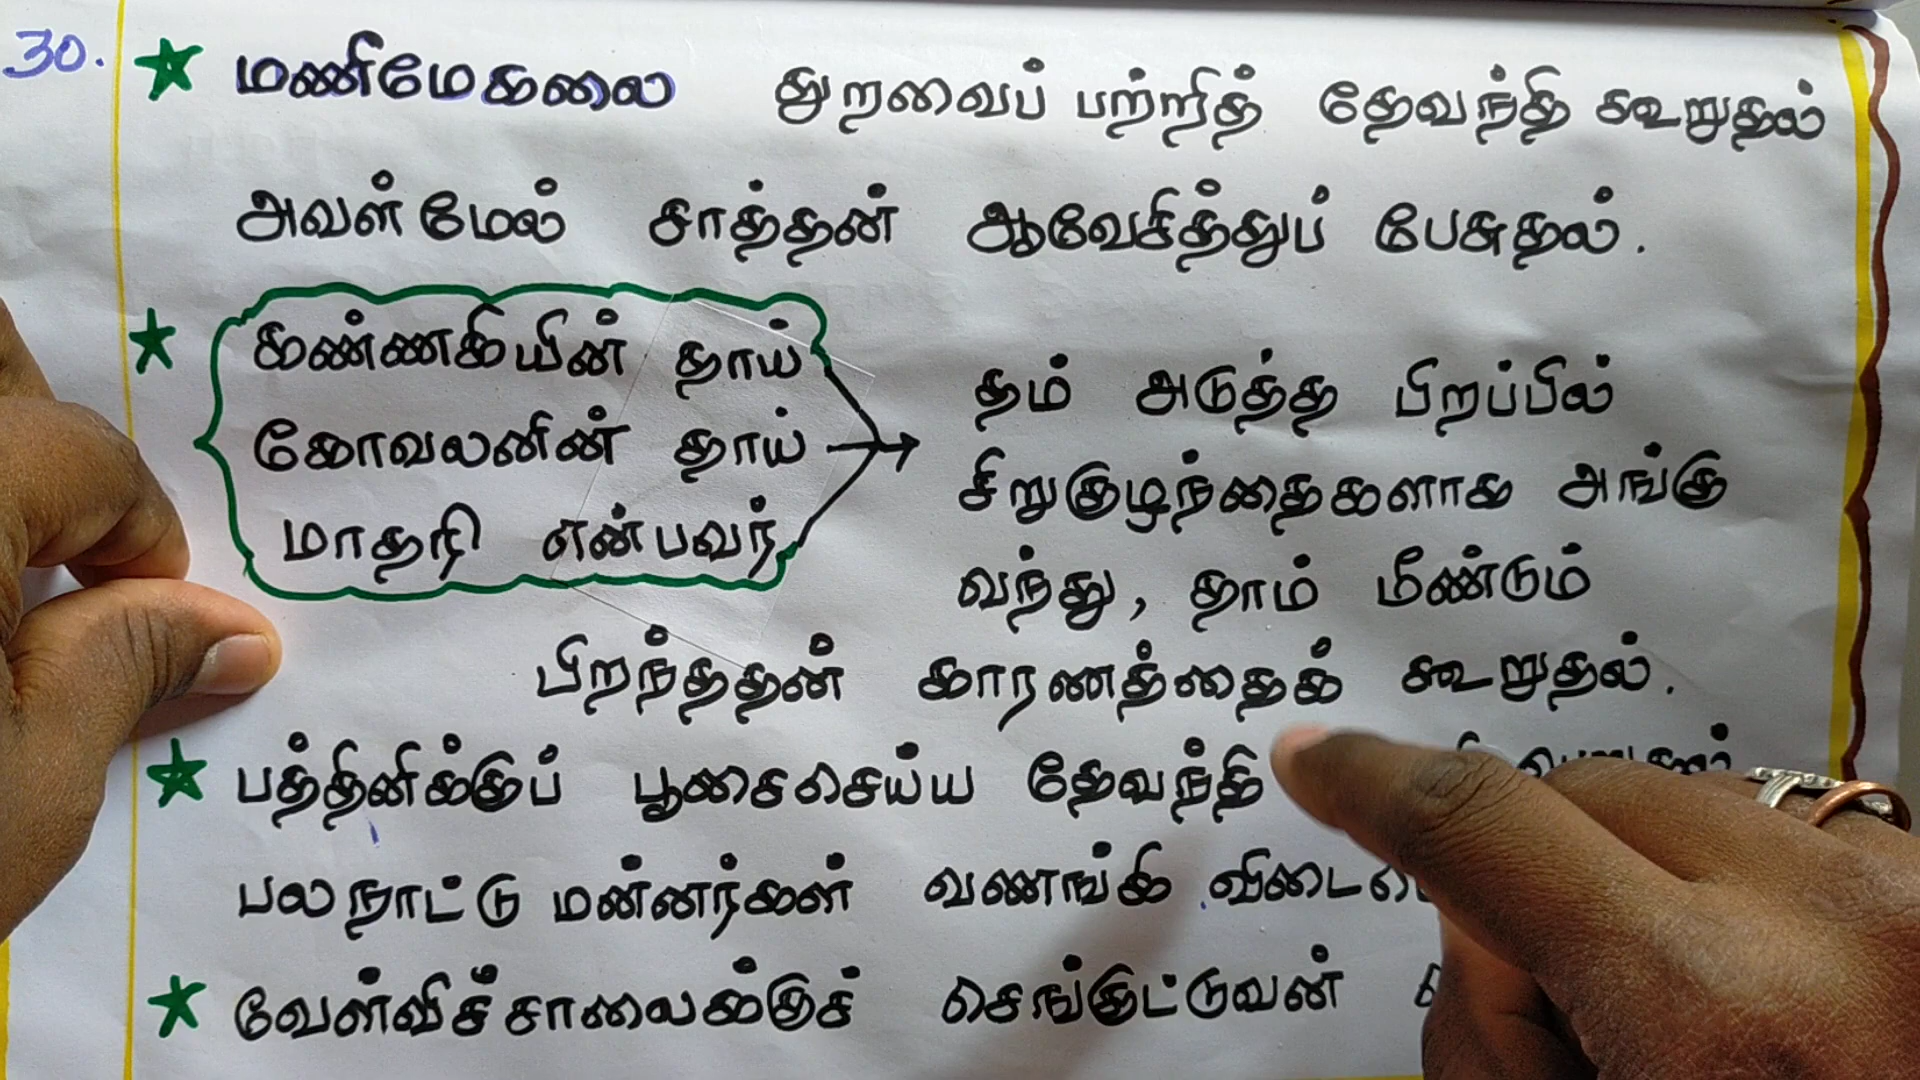 30. மணிமேகலை துறவைப் பற்றித் தேவந்தி கூறுதல்
அவள்மேல் சாத்தன் ஆவேசித்துப் பேசுதல்.
கண்ணகியின் தாய்
கோவலனின் தாய்
மாதரி என்பவர்
தம் அடுத்த பிறப்பில்
சிறுகுழந்தைகளாக அங்கு
வந்து, தாம் மீண்டும்
பிறந்ததன் காரணத்தைக் கூறுதல்.
பத்தினிக்குப் பூசைசெய்ய தேவந்தி
பலநாட்டு மன்னர்கள் வணங்கி விடை
வேள்விச்சாலைக்குச் செங்குட்டுவன்